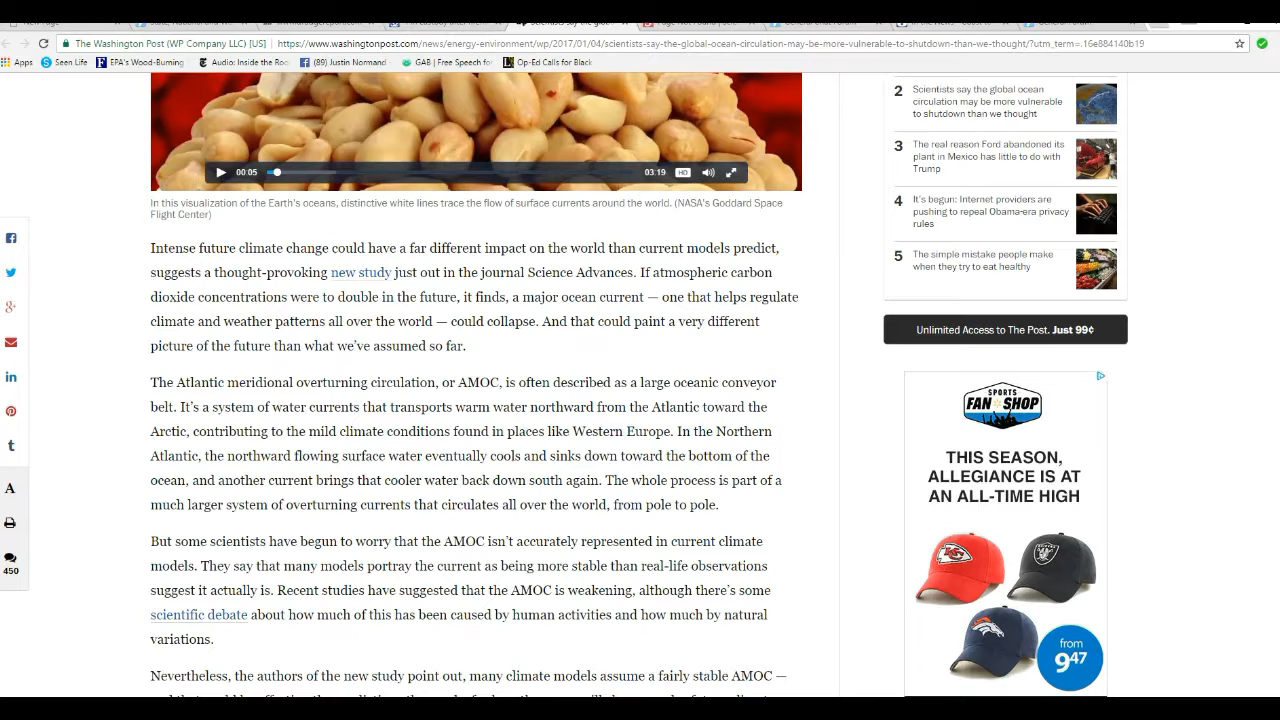 The Washington Post (WP Company LLC) [US] https://www.washingtonpost.com/news/energy-environment/wp/2017/01/04/scientists-say-the-global-ocean-circulation-may-be-more-vulnerable-to-shutdown-than-we-thought/?utm_term=.16e884140b19
Apps Seen Life EPA's Wood-Burning Audio: Inside the Roo (89) Justin Normand GAB | Free Speech for Op-Ed Calls for Black
00:05 03:19 HD
In this visualization of the Earth's oceans, distinctive white lines trace the flow of surface currents around the world. (NASA's Goddard Space
Flight Center)
Intense future climate change could have a far different impact on the world than current models predict,
suggests a thought-provoking new study just out in the journal Science Advances. If atmospheric carbon
dioxide concentrations were to double in the future, it finds, a major ocean current — one that helps regulate
climate and weather patterns all over the world — could collapse. And that could paint a very different
picture of the future than what we've assumed so far.
The Atlantic meridional overturning circulation, or AMOC, is often described as a large oceanic conveyor
belt. It's a system of water currents that transports warm water northward from the Atlantic toward the
Arctic, contributing to the mild climate conditions found in places like Western Europe. In the Northern
Atlantic, the northward flowing surface water eventually cools and sinks down toward the bottom of the
ocean, and another current brings that cooler water back down south again. The whole process is part of a
much larger system of overturning currents that circulates all over the world, from pole to pole.
But some scientists have begun to worry that the AMOC isn't accurately represented in current climate
models. They say that many models portray the current as being more stable than real-life observations
suggest it actually is. Recent studies have suggested that the AMOC is weakening, although there's some
scientific debate about how much of this has been caused by human activities and how much by natural
variations.
Nevertheless, the authors of the new study point out, many climate models assume a fairly stable AMOC —
A
450
2 Scientists say the global ocean
circulation may be more vulnerable
to shutdown than we thought
3 The real reason Ford abandoned its
plant in Mexico has little to do with
Trump
4 It's begun: Internet providers are
pushing to repeal Obama-era privacy
rules
5 The simple mistake people make
when they try to eat healthy
Unlimited Access to The Post. Just 99¢
SPORTS
FAN SHOP
THIS SEASON,
ALLEGIANCE IS AT
AN ALL-TIME HIGH
from
9.47